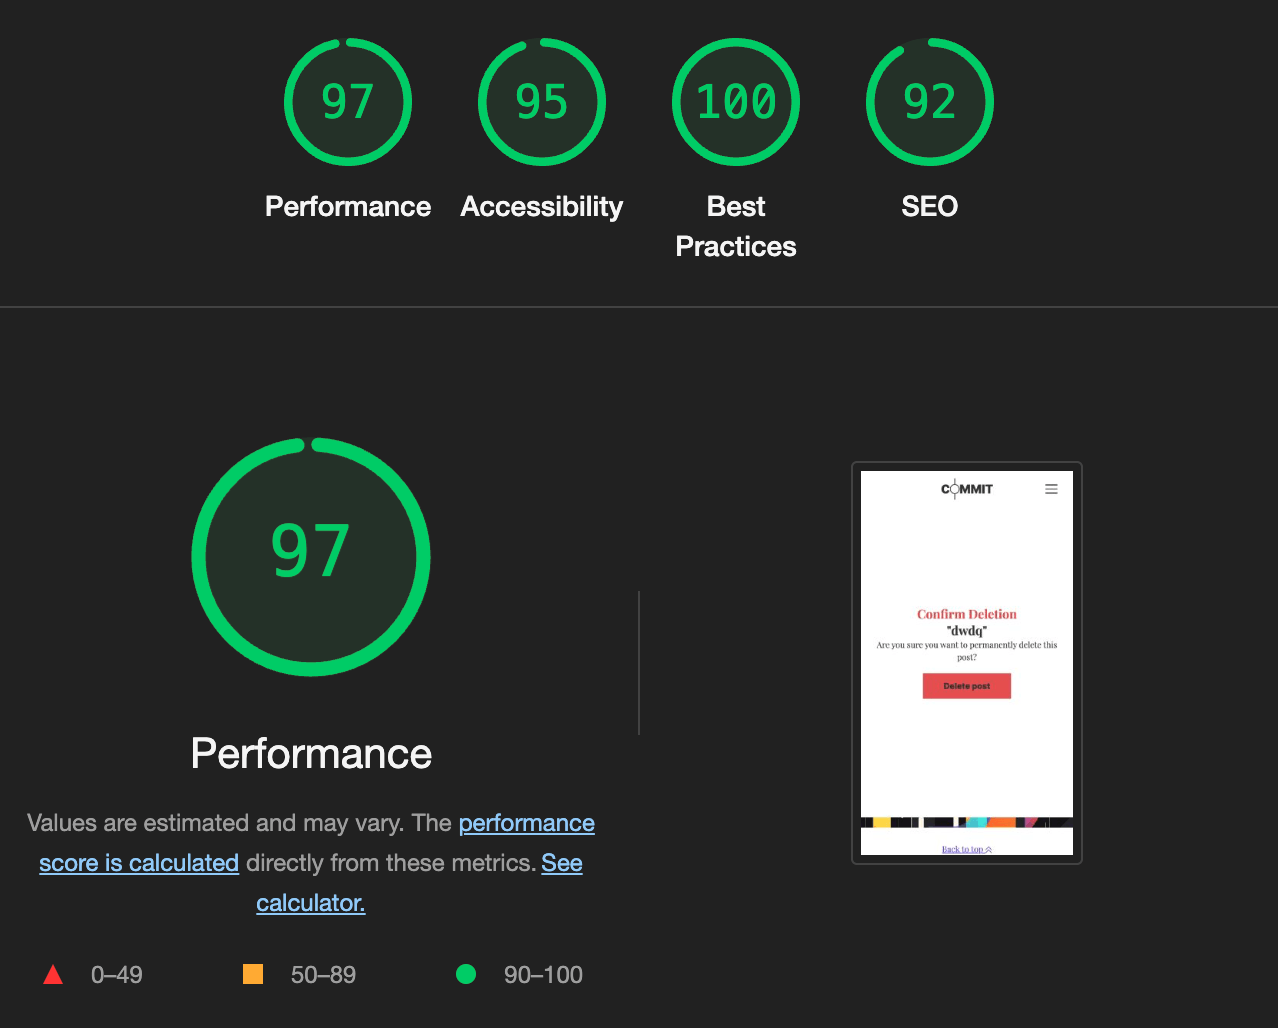 97
95
100
92
Performance
Accessibility
Best
Practices
SEO
97
Performance
Values are estimated and may vary. The performance
score is calculated directly from these metrics. See
calculator.
0–49
50–89
90–100
COMMIT
Confirm Deletion
"dwdq"
Are you sure you want to permanently delete this
post?
Delete post
Back to top